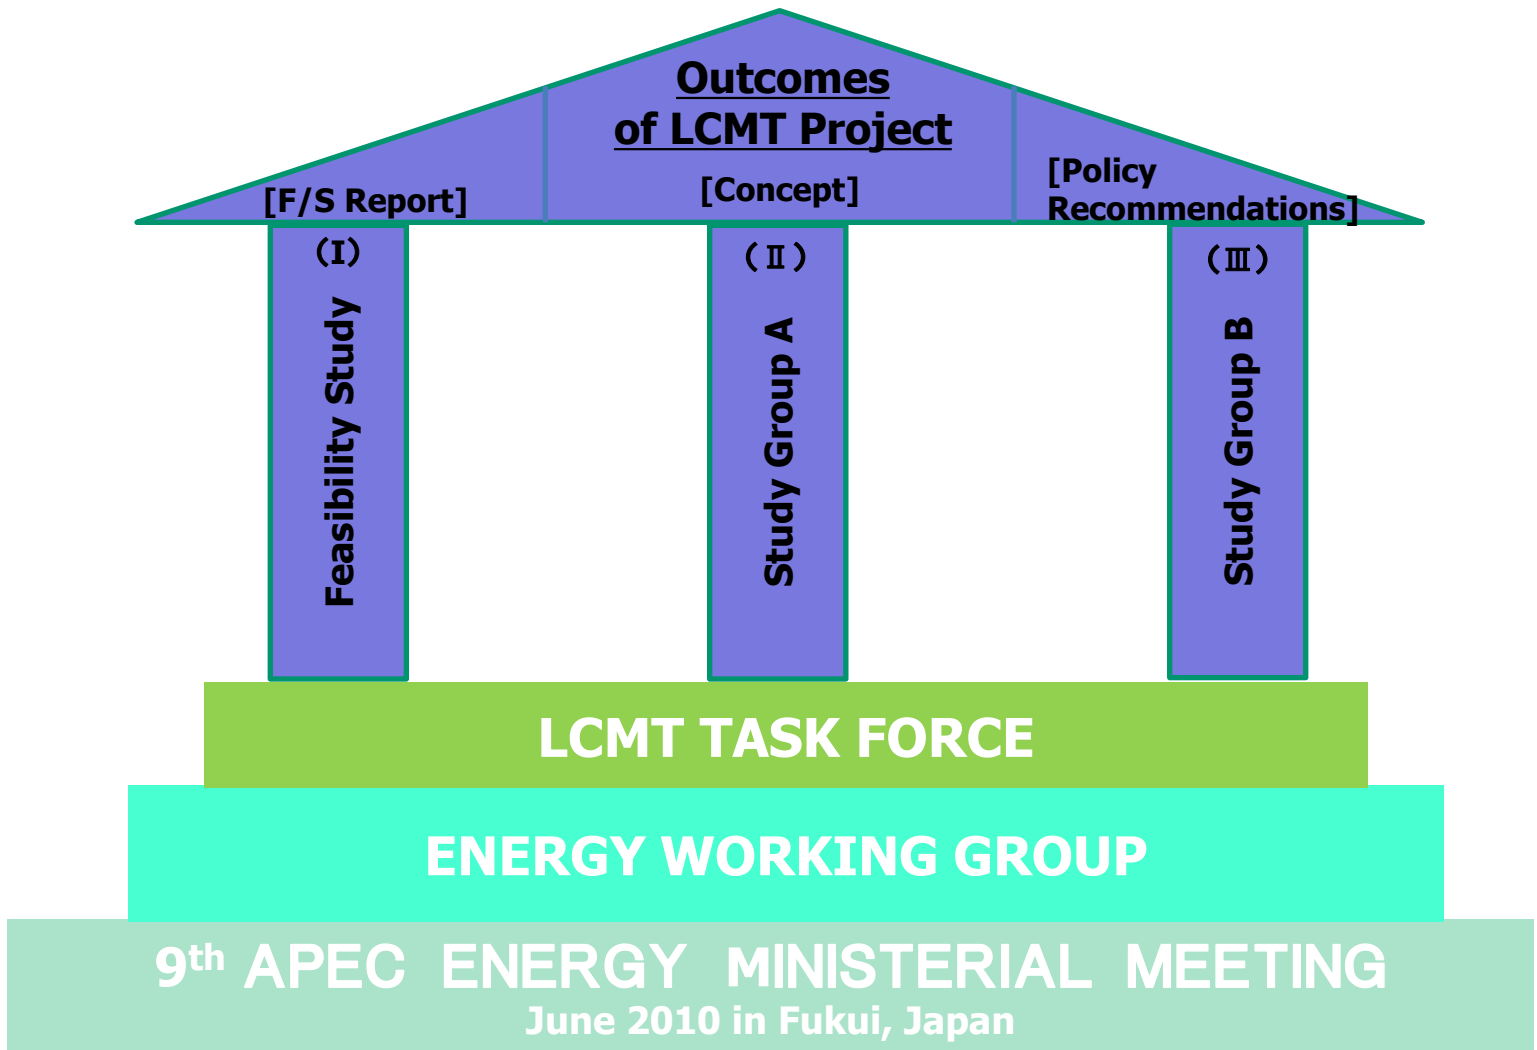 Outcomes
of LCMT Project
[F/S Report]
[Concept]
[Policy
Recommendations]
(I)
Feasibility Study
(Ⅱ)
Study Group A
(Ⅲ)
Study Group B
LCMT TASK FORCE
ENERGY WORKING GROUP
9th APEC ENERGY MINISTERIAL MEETING
June 2010 in Fukui, Japan